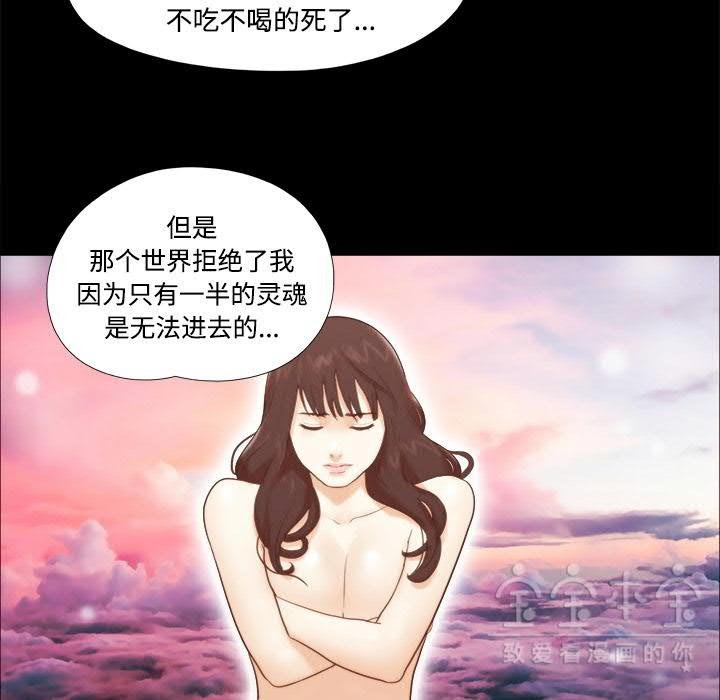 不吃不喝的死了...
但是
那个世界拒绝了我
因为只有一半的灵魂
是无法进去的...
致爱看漫画的你